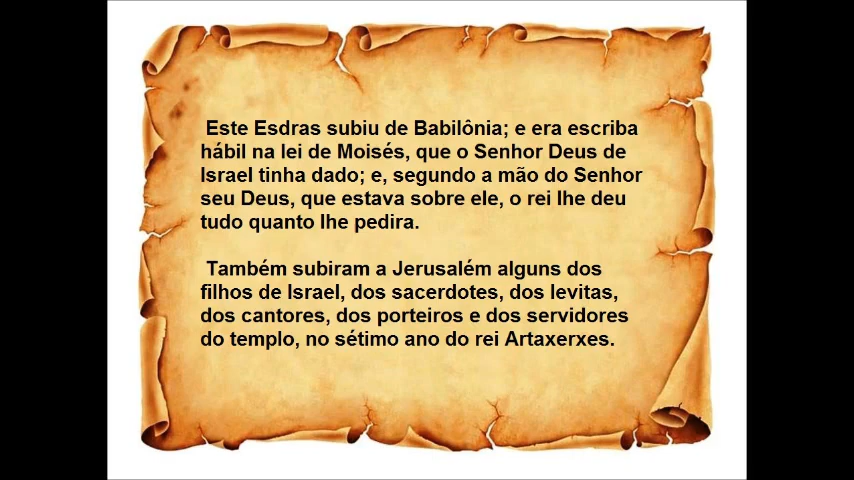 Este Esdras subiu de Babilônia; e era escriba
hábil na lei de Moisés, que o Senhor Deus de
Israel tinha dado; e, segundo a mão do Senhor
seu Deus, que estava sobre ele, o rei lhe deu
tudo quanto lhe pedira.
Também subiram a Jerusalém alguns dos
filhos de Israel, dos sacerdotes, dos levitas,
dos cantores, dos porteiros e dos servidores
do templo, no sétimo ano do rei Artaxerxes.